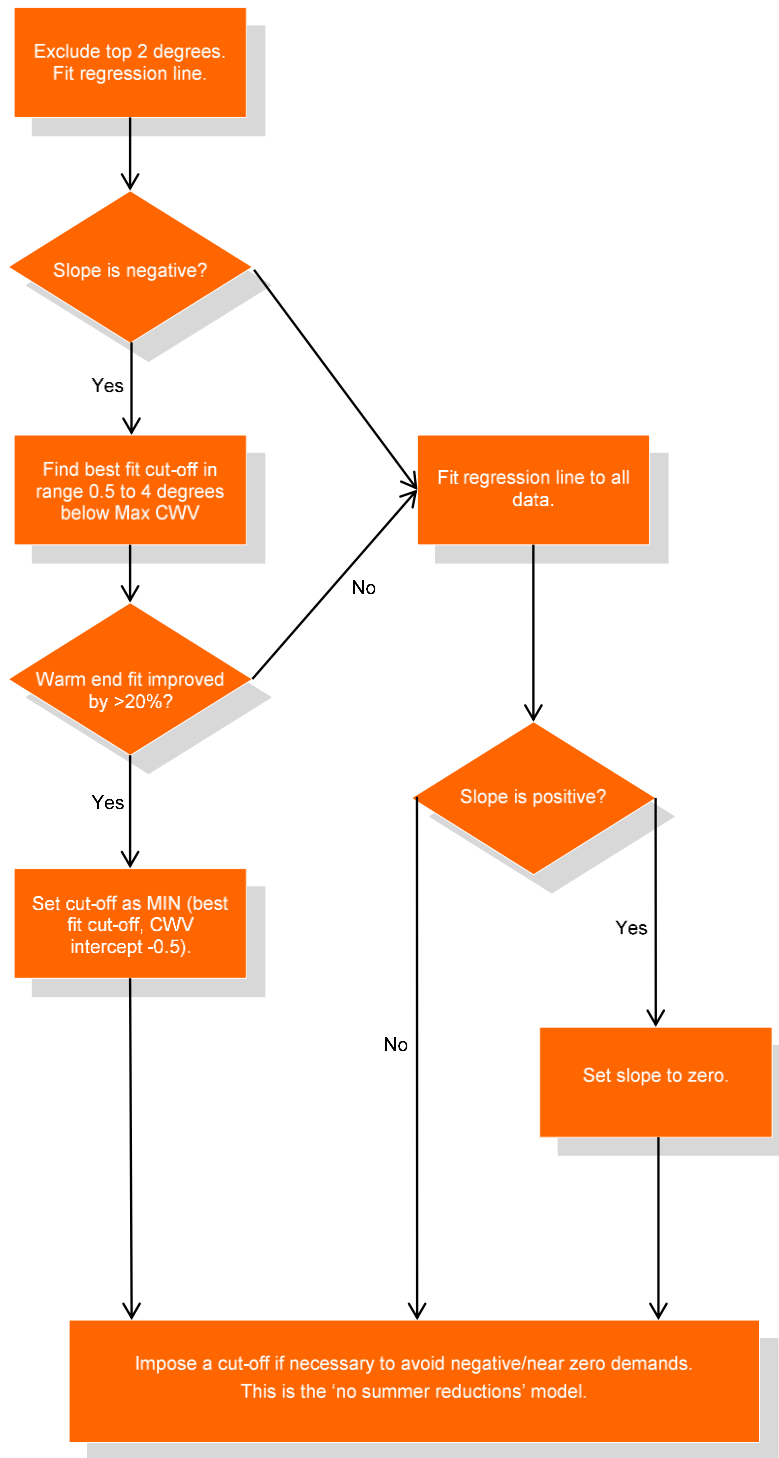 Exclude top 2 degrees.
Fit regression line.
Slope is negative?
Yes
Find best fit cut-off in
range 0.5 to 4 degrees
below Max CWV
Fit regression line to all
data.
No
Warm end fit improved
by >20%?
Yes
Slope is positive?
Set cut-off as MIN (best
fit cut-off, CWV
intercept -0.5).
Yes
No
Set slope to zero.
Impose a cut-off if necessary to avoid negative/near zero demands.
This is the ‘no summer reductions’ model.